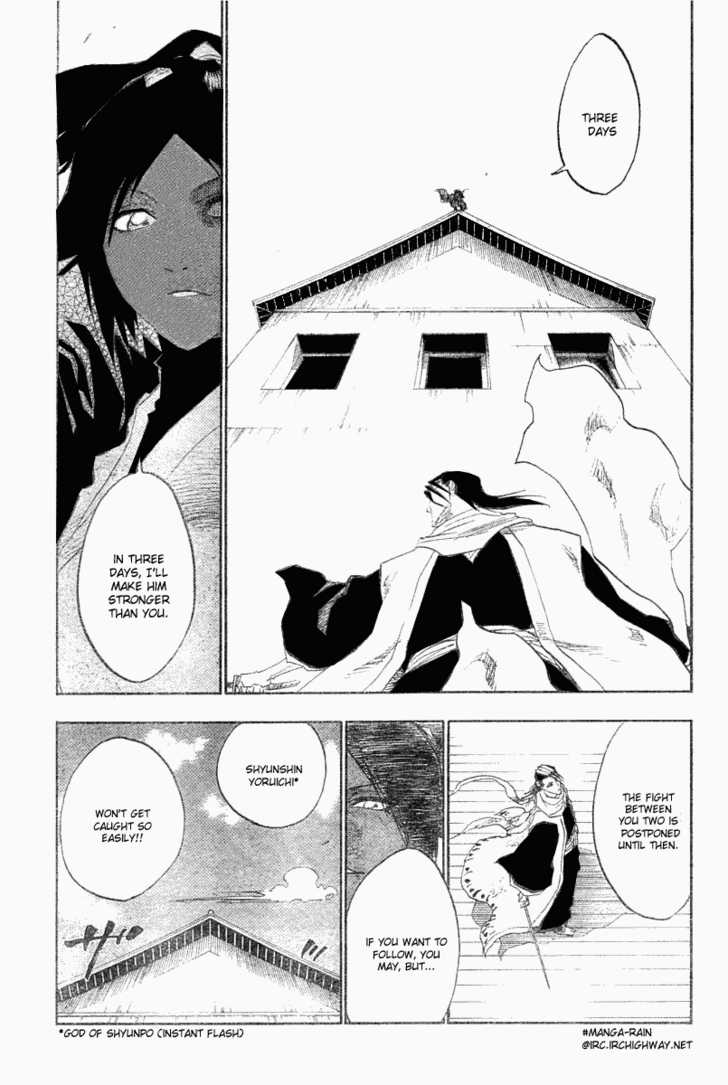 THREE
DAYS
IN THREE
DAYS, I'LL
MAKE HIM
STRONGER
THAN YOU.
THE FIGHT
BETWEEN
YOU TWO IS
POSTPONED
UNTIL THEN.
IF YOU WANT TO
FOLLOW, YOU
MAY, BUT...
SHYUNSHIN
YORUICHI*
WON'T GET
CAUGHT SO
EASILY!!
ザッ
*GOD OF SHYUNPO (INSTANT FLASH)
#MANGA-RAIN
@IRC.IRCHIGHWAY.NET